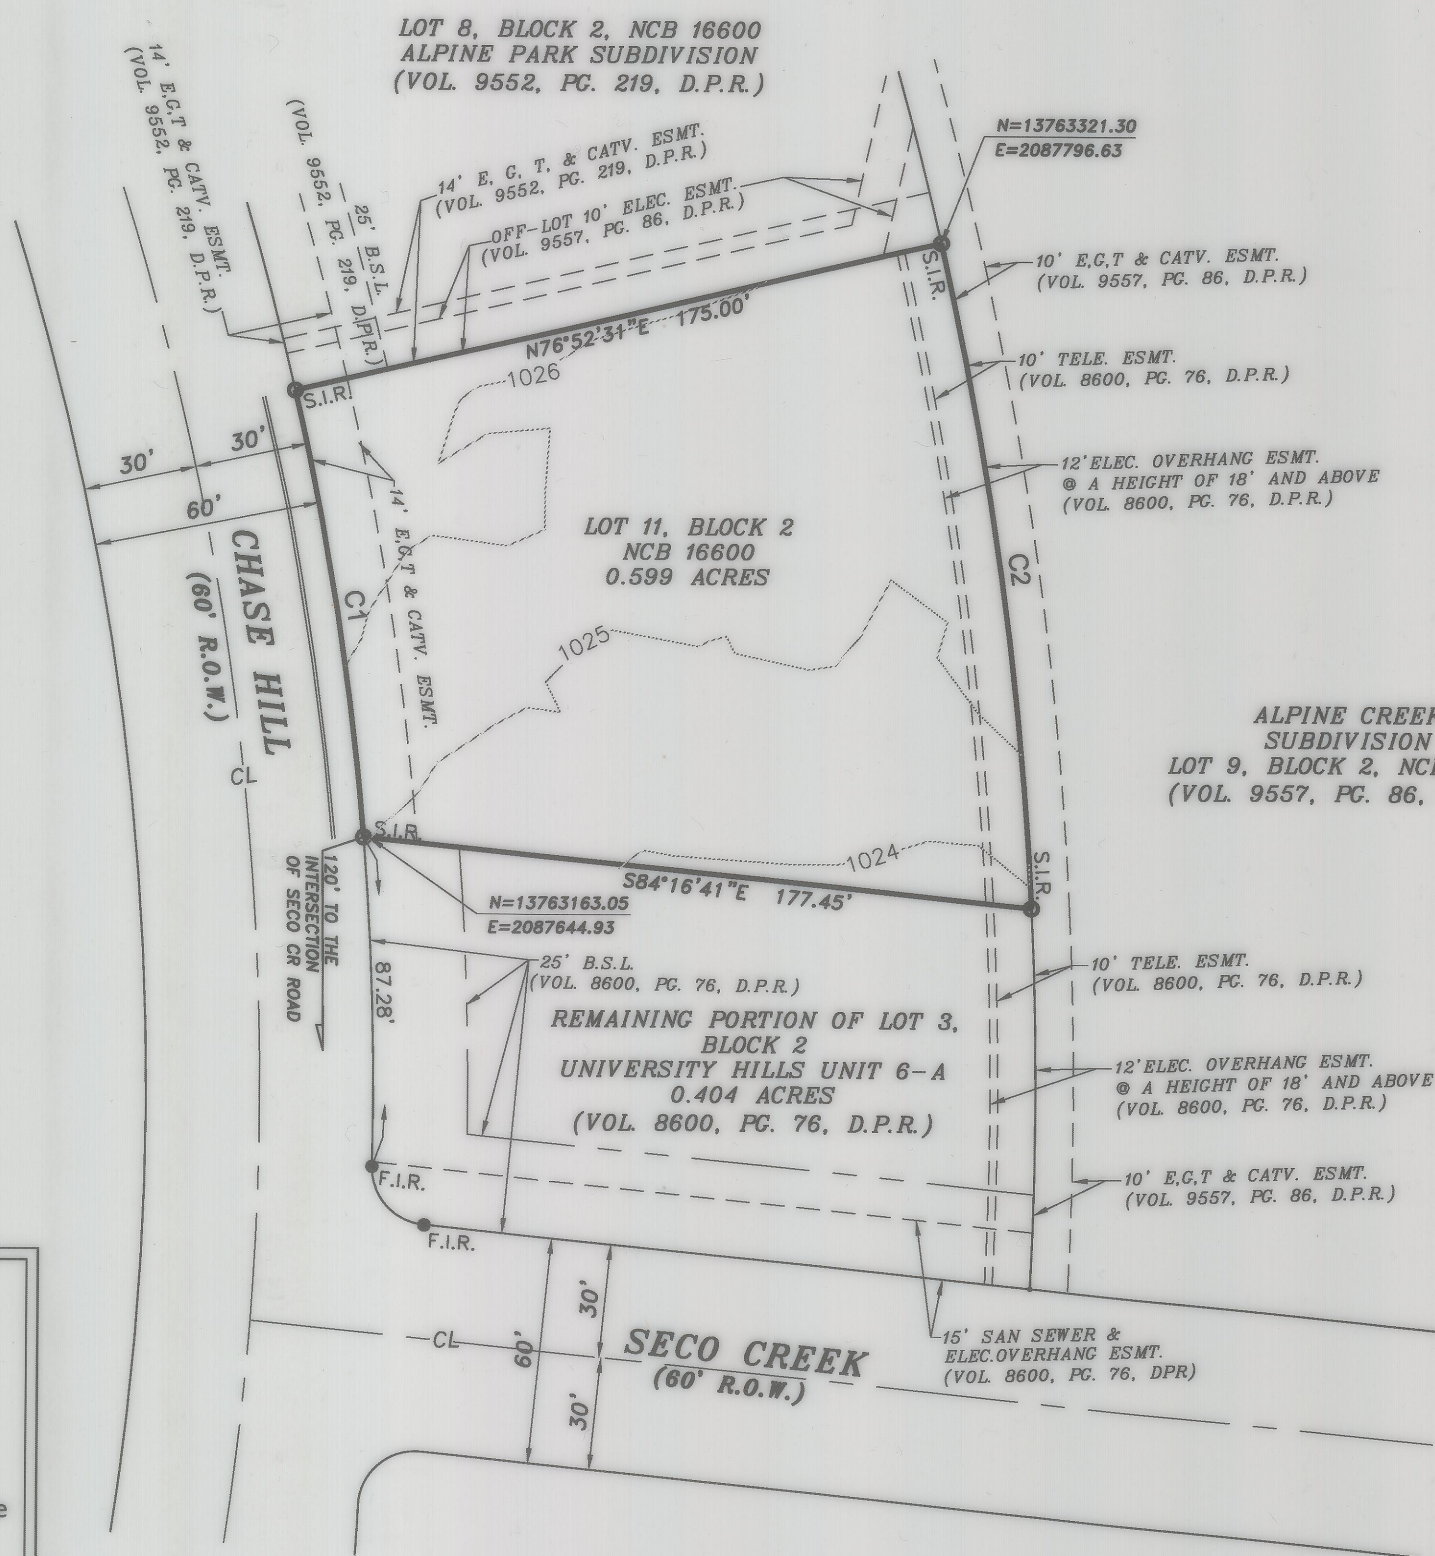 LOT 8, BLOCK 2, NCB 16600
ALPINE PARK SUBDIVISION
(VOL. 9552, PG. 219, D.P.R.)
14' E,G,T & CATV. ESMT.
(VOL. 9552, PG. 219, D.P.R.)
25' B.S.L.
(VOL. 9552, PG. 219, D.P.R.)
14' E, G, T, & CATV. ESMT.
(VOL. 9552, PG. 219, D.P.R.)
OFF-LOT 10' ELEC. ESMT.
(VOL. 9557, PG. 86, D.P.R.)
N=13763321.30
E=2087796.63
S.I.R.
10' E,G,T & CATV. ESMT.
(VOL. 9557, PG. 86, D.P.R.)
N76°52'31"E 175.00'
1026
S.I.R.
10' TELE. ESMT.
(VOL. 8600, PG. 76, D.P.R.)
30'
30'
60'
12'ELEC. OVERHANG ESMT.
@ A HEIGHT OF 18' AND ABOVE
(VOL. 8600, PG. 76, D.P.R.)
14' E,G,T & CATV. ESMT.
LOT 11, BLOCK 2
NCB 16600
0.599 ACRES
C1
C2
CHASE HILL
(60' R.O.W.)
CL
1025
ALPINE CREEK
SUBDIVISION
LOT 9, BLOCK 2, NCB
(VOL. 9557, PG. 86,
S.I.R.
1024
S.I.R.
S84°16'41"E 177.45'
N=13763163.05
E=2087644.93
120' TO THE
INTERSECTION
OF SECO CR ROAD
87.28'
25' B.S.L.
(VOL. 8600, PG. 76, D.P.R.)
10' TELE. ESMT.
(VOL. 8600, PG. 76, D.P.R.)
REMAINING PORTION OF LOT 3,
BLOCK 2
UNIVERSITY HILLS UNIT 6-A
0.404 ACRES
(VOL. 8600, PG. 76, D.P.R.)
12'ELEC. OVERHANG ESMT.
@ A HEIGHT OF 18' AND ABOVE
(VOL. 8600, PG. 76, D.P.R.)
F.I.R.
10' E,G,T & CATV. ESMT.
(VOL. 9557, PG. 86, D.P.R.)
F.I.R.
30'
60'
30'
CL
SECO CREEK
(60' R.O.W.)
15' SAN SEWER &
ELEC.OVERHANG ESMT.
(VOL. 8600, PG. 76, DPR)
e